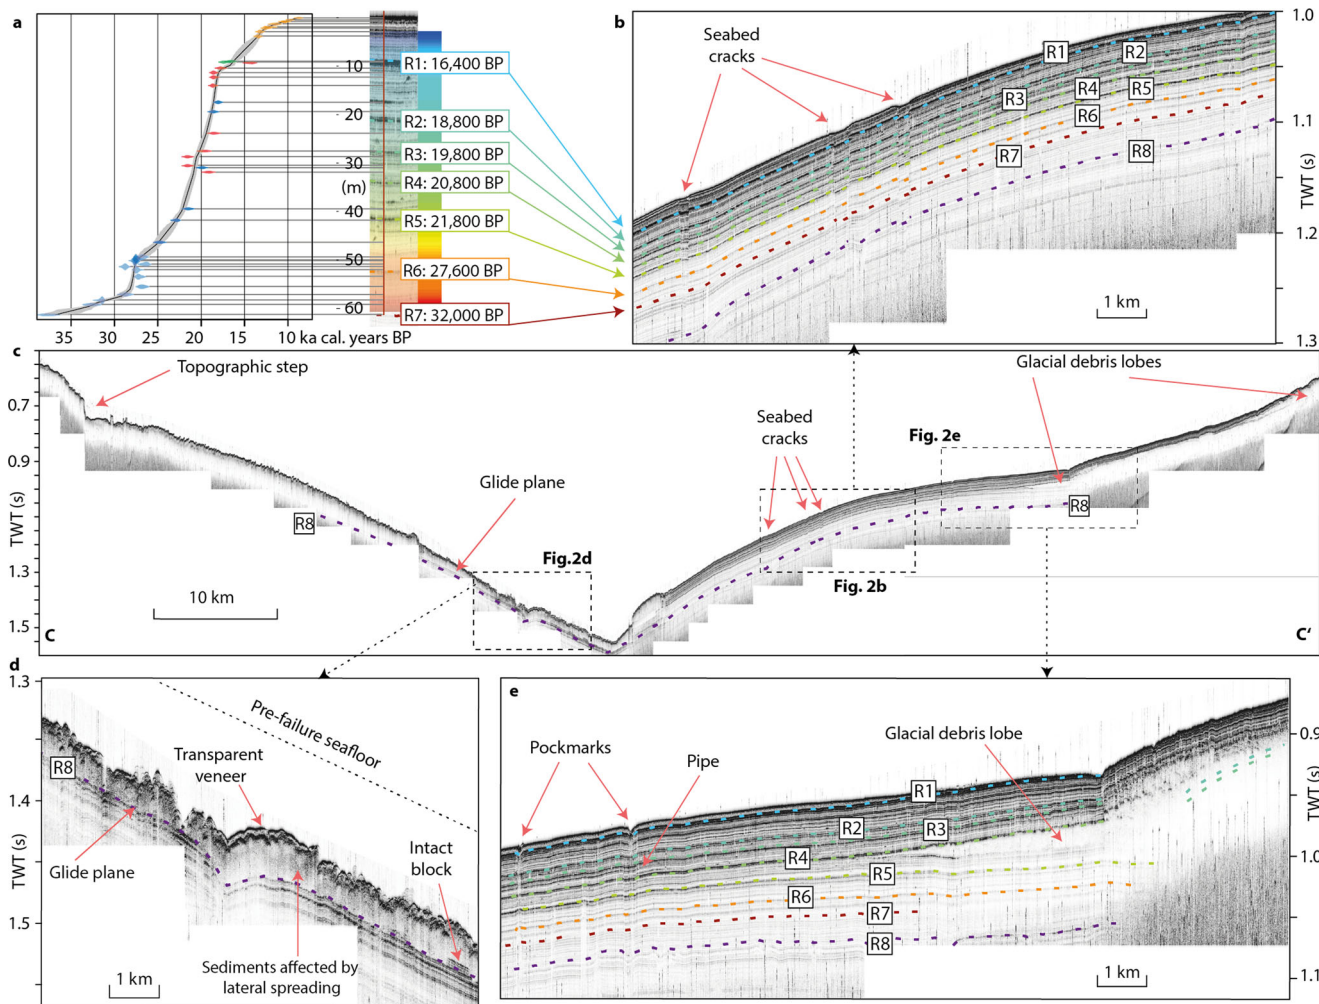 a
- 10
- 20
- 30
(m)
- 40
- 50
- 60
35 30 25 20 15 10 ka cal. years BP
R1: 16,400 BP
R2: 18,800 BP
R3: 19,800 BP
R4: 20,800 BP
R5: 21,800 BP
R6: 27,600 BP
R7: 32,000 BP
b
Seabed
cracks
R1 R2
R3 R4 R5
R6
R7 R8
1 km
1.0
1.1
1.2
1.3
TWT (s)
c
Topographic step
Glide plane
Seabed
cracks
Glacial debris lobes
Fig. 2e
R8
R8
Fig.2d
Fig. 2b
10 km
0.7
0.9
1.3
1.5
TWT (s)
C
C'
d
1.3
1.4
1.5
TWT (s)
Pre-failure seafloor
Transparent
veneer
R8
Glide plane
Intact
block
Sediments affected by
lateral spreading
1 km
e
Pockmarks
Pipe
Glacial debris lobe
R1
R2 R3
R4
R5
R6
R7
R8
1 km
0.9
1.0
1.1
TWT (s)